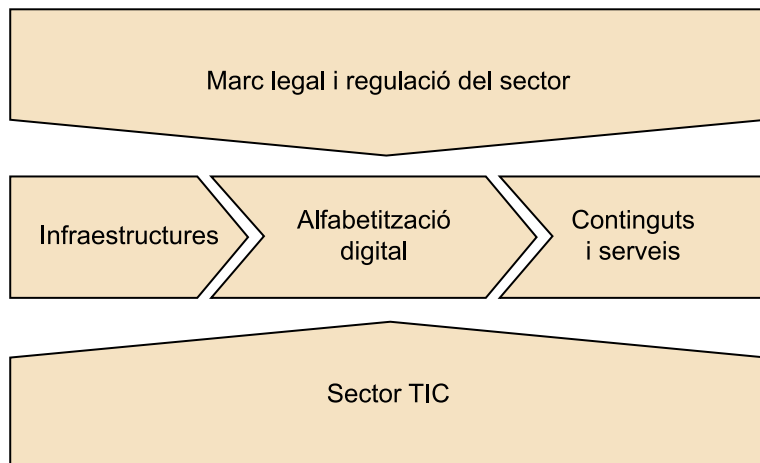 Marc legal i regulació del sector
Infraestructures
Alfabetització
digital
Continguts
i serveis
Sector TIC